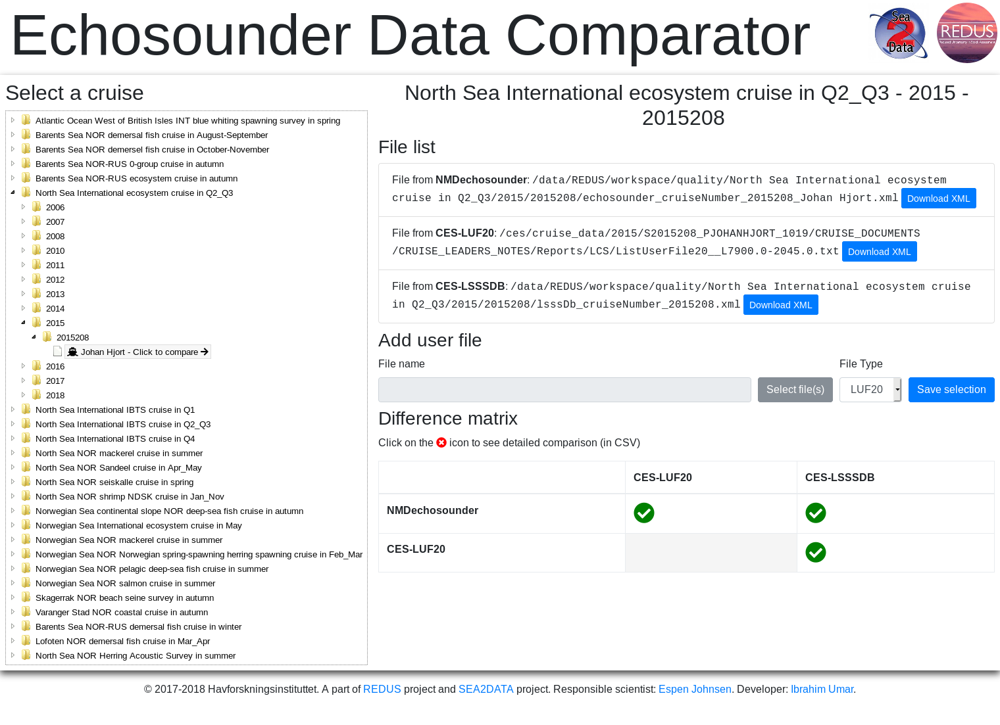 Echosounder Data Comparator
Sea
2
Data
REDUS
Reduced Uncertainty in Stock Assessment
Select a cruise
Atlantic Ocean West of British Isles INT blue whiting spawning survey in spring
Barents Sea NOR demersal fish cruise in August-September
Barents Sea NOR demersel fish cruise in October-November
Barents Sea NOR-RUS 0-group cruise in autumn
Barents Sea NOR-RUS ecosystem cruise in autumn
North Sea International ecosystem cruise in Q2_Q3
2006
2007
2008
2010
2011
2012
2013
2014
2015
2015208
Johan Hjort - Click to compare
2016
2017
2018
North Sea International IBTS cruise in Q1
North Sea International IBTS cruise in Q2_Q3
North Sea International IBTS cruise in Q4
North Sea NOR mackerel cruise in summer
North Sea NOR Sandeel cruise in Apr_May
North Sea NOR seiskalle cruise in spring
North Sea NOR shrimp NDSK cruise in Jan_Nov
Norwegian Sea continental slope NOR deep-sea fish cruise in autumn
Norwegian Sea International ecosystem cruise in May
Norwegian Sea NOR mackerel cruise in summer
Norwegian Sea NOR Norwegian spring-spawning herring spawning cruise in Feb_Mar
Norwegian Sea NOR pelagic deep-sea fish cruise in summer
Norwegian Sea NOR salmon cruise in summer
Skagerrak NOR beach seine survey in autumn
Varanger Stad NOR coastal cruise in autumn
Barents Sea NOR-RUS demersal fish cruise in winter
Lofoten NOR demersal fish cruise in Mar_Apr
North Sea NOR Herring Acoustic Survey in summer
North Sea International ecosystem cruise in Q2_Q3 - 2015 -
2015208
File list
File from NMDechosounder: /data/REDUS/workspace/quality/North Sea International ecosystem
cruise in Q2_Q3/2015/2015208/echosounder_cruiseNumber_2015208_Johan Hjort.xml Download XML
File from CES-LUF20: /ces/cruise_data/2015/S2015208_PJOHANHJORT_1019/CRUISE_DOCUMENTS
/CRUISE_LEADERS_NOTES/Reports/LCS/ListUserFile20__L7900.0-2045.0.txt Download XML
File from CES-LSSSDB: /data/REDUS/workspace/quality/North Sea International ecosystem cruise
in Q2_Q3/2015/2015208/lsssDb_cruiseNumber_2015208.xml Download XML
Add user file
File name File Type
Select file(s) LUF20 Save selection
Difference matrix
Click on the icon to see detailed comparison (in CSV)
CES-LUF20 CES-LSSSDB
NMDechosounder
CES-LUF20
© 2017-2018 Havforskningsinstituttet. A part of REDUS project and SEA2DATA project. Responsible scientist: Espen Johnsen. Developer: Ibrahim Umar.